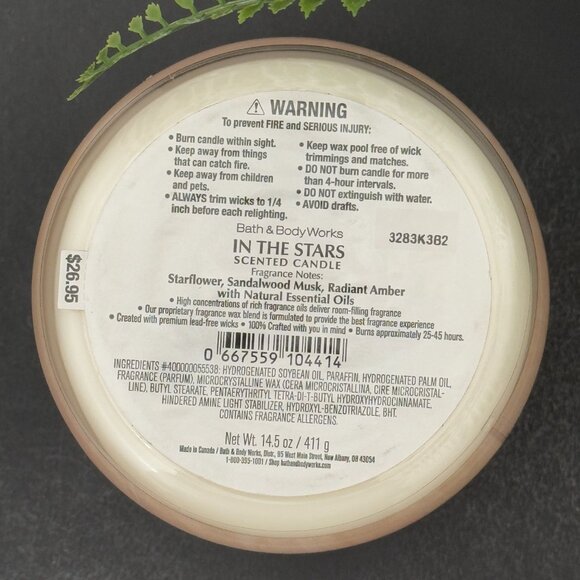 ⚠ WARNING
To prevent FIRE and SERIOUS INJURY:
• Burn candle within sight.
• Keep away from things
that can catch fire.
• Keep away from children
and pets.
• ALWAYS trim wicks to 1/4
inch before each relighting.
• Keep wax pool free of wick
trimmings and matches.
• DO NOT burn candle for more
than 4-hour intervals.
• DO NOT extinguish with water.
• AVOID drafts.
Bath & Body Works
3283K3B2
IN THE STARS
SCENTED CANDLE
Fragrance Notes:
Starflower, Sandalwood Musk, Radiant Amber
with Natural Essential Oils
• High concentrations of rich fragrance oils deliver room-filling fragrance
• Our proprietary fragrance wax blend is formulated to provide the best fragrance experience
• Created with premium lead-free wicks • 100% Crafted with you in mind • Burns approximately 25-45 hours.
$26.95
0 667559 104414
INGREDIENTS #400000055538: HYDROGENATED SOYBEAN OIL, PARAFFIN, HYDROGENATED PALM OIL,
FRAGRANCE (PARFUM), MICROCRYSTALLINE WAX (CERA MICROCRISTALLINA, CIRE MICROCRISTAL-
LINE), BUTYL STEARATE, PENTAERYTHRITYL TETRA-DI-T-BUTYL HYDROXYHYDROCINNAMATE,
HINDERED AMINE LIGHT STABILIZER, HYDROXYL-BENZOTRIAZOLE, BHT.
CONTAINS FRAGRANCE ALLERGENS.
Net Wt. 14.5 oz / 411 g
Made in Canada / Bath & Body Works, Distr., 95 West Main Street, New Albany, OH 43054
1-800-395-1001 / Shop bathandbodyworks.com